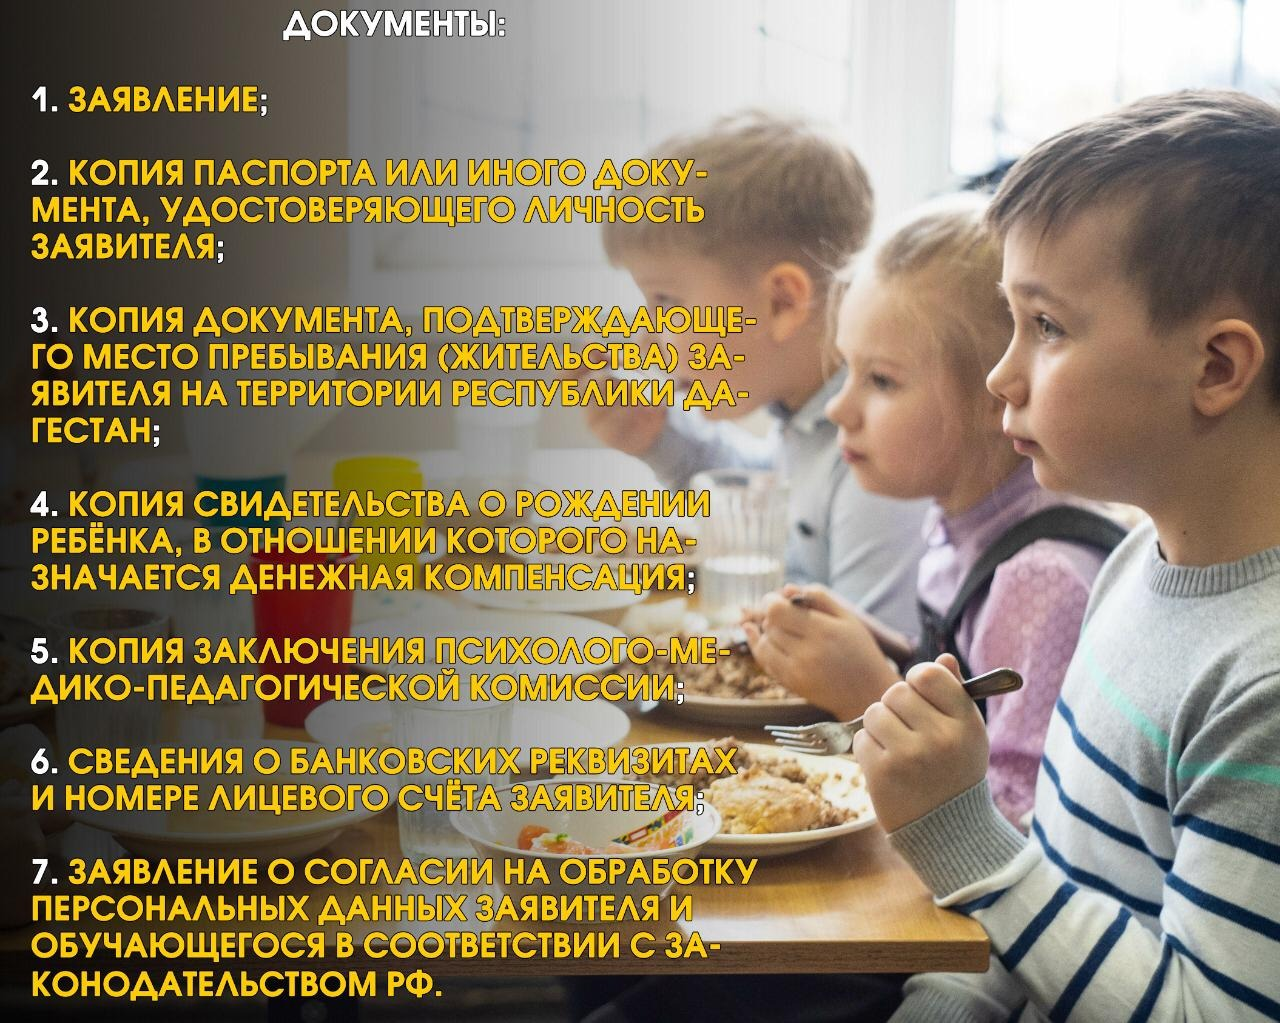 ДОКУМЕНТЫ:
1. ЗАЯВЛЕНИЕ;
2. КОПИЯ ПАСПОРТА ИЛИ ИНОГО ДОКУ-
МЕНТА, УДОСТОВЕРЯЮЩЕГО ЛИЧНОСТЬ
ЗАЯВИТЕЛЯ;
3. КОПИЯ ДОКУМЕНТА, ПОДТВЕРЖДАЮЩЕ-
ГО МЕСТО ПРЕБЫВАНИЯ (ЖИТЕЛЬСТВА) ЗА-
ЯВИТЕЛЯ НА ТЕРРИТОРИИ РЕСПУБЛИКИ ДА-
ГЕСТАН;
4. КОПИЯ СВИДЕТЕЛЬСТВА О РОЖДЕНИИ
РЕБЁНКА, В ОТНОШЕНИИ КОТОРОГО НА-
ЗНАЧАЕТСЯ ДЕНЕЖНАЯ КОМПЕНСАЦИЯ;
5. КОПИЯ ЗАКЛЮЧЕНИЯ ПСИХОЛОГО-МЕ-
ДИКО-ПЕДАГОГИЧЕСКОЙ КОМИССИИ;
6. СВЕДЕНИЯ О БАНКОВСКИХ РЕКВИЗИТАХ
И НОМЕРЕ ЛИЦЕВОГО СЧЁТА ЗАЯВИТЕЛЯ;
7. ЗАЯВЛЕНИЕ О СОГЛАСИИ НА ОБРАБОТКУ
ПЕРСОНАЛЬНЫХ ДАННЫХ ЗАЯВИТЕЛЯ И
ОБУЧАЮЩЕГОСЯ В СООТВЕТСТВИИ С ЗА-
КОНОДАТЕЛЬСТВОМ РФ.